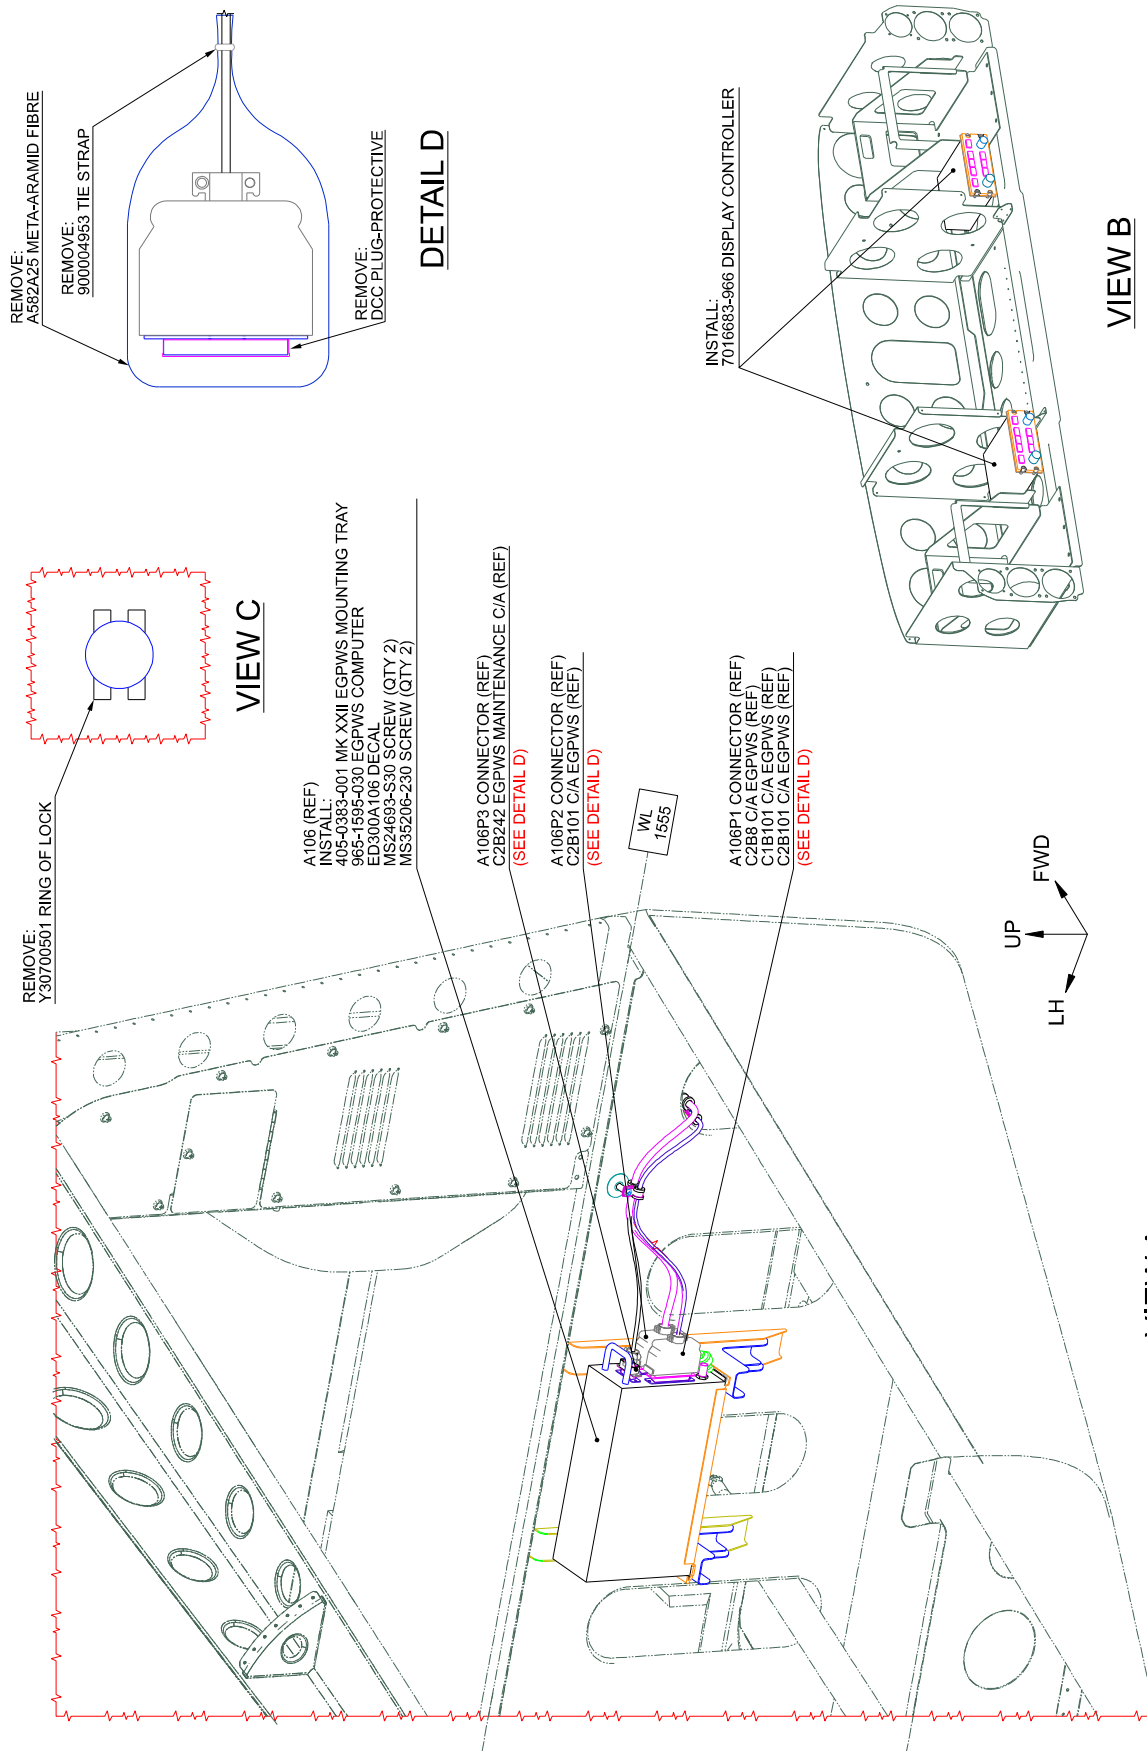 REMOVE:
A582A25 META-ARAMID FIBRE
REMOVE:
900004953 TIE STRAP
REMOVE:
DCC PLUG-PROTECTIVE
DETAIL D
REMOVE:
Y30700501 RING OF LOCK
VIEW C
A106 (REF)
INSTALL:
405-0383-001 MK XXII EGPWS MOUNTING TRAY
965-1595-030 EGPWS COMPUTER
ED300A106 DECAL
MS24693-S30 SCREW (QTY 2)
MS35206-230 SCREW (QTY 2)
A106P3 CONNECTOR (REF)
C2B242 EGPWS MAINTENANCE C/A (REF)
(SEE DETAIL D)
A106P2 CONNECTOR (REF)
C2B101 C/A EGPWS (REF)
(SEE DETAIL D)
WL
1555
A106P1 CONNECTOR (REF)
C2B8 C/A EGPWS (REF)
C1B101 C/A EGPWS (REF)
C2B101 C/A EGPWS (REF)
(SEE DETAIL D)
INSTALL:
7016683-966 DISPLAY CONTROLLER
VIEW B
UP
FWD
LH